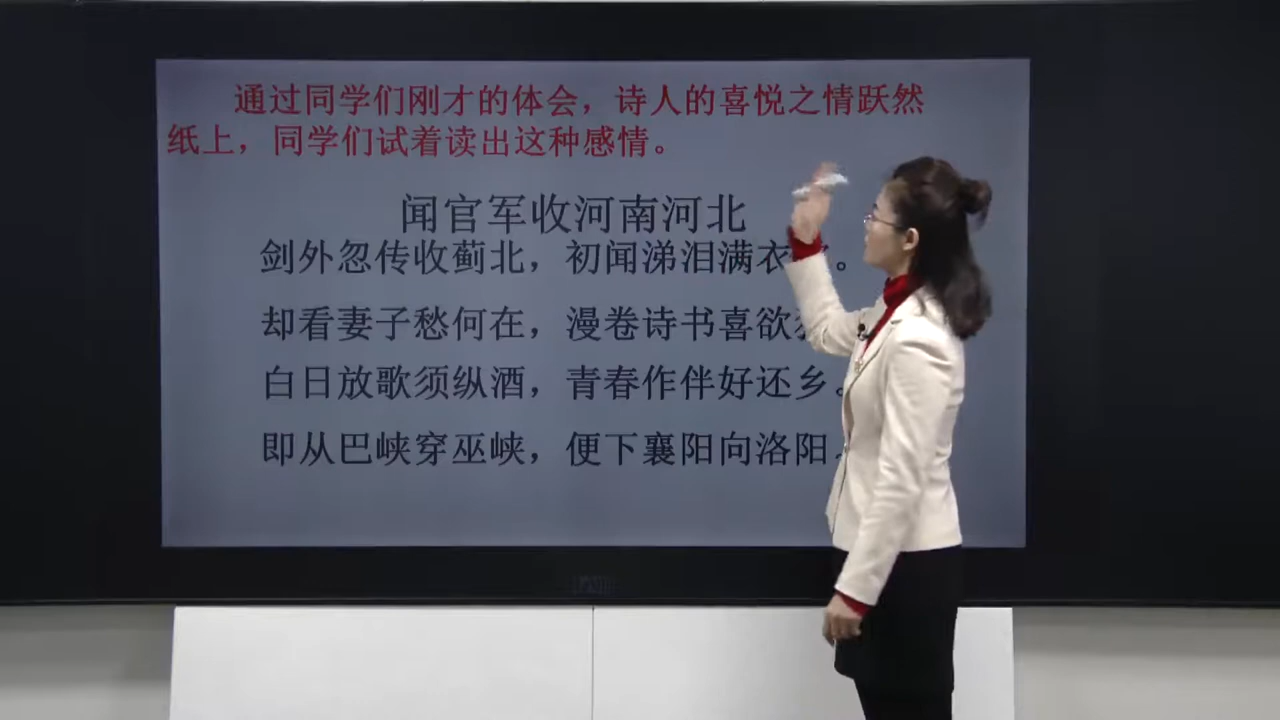 通过同学们刚才的体会，诗人的喜悦之情跃然
纸上，同学们试着读出这种感情。
闻官军收河南河北
剑外忽传收蓟北，初闻涕泪满衣 。
却看妻子愁何在，漫卷诗书喜欲
白日放歌须纵酒，青春作伴好还乡。
即从巴峡穿巫峡，便下襄阳向洛阳